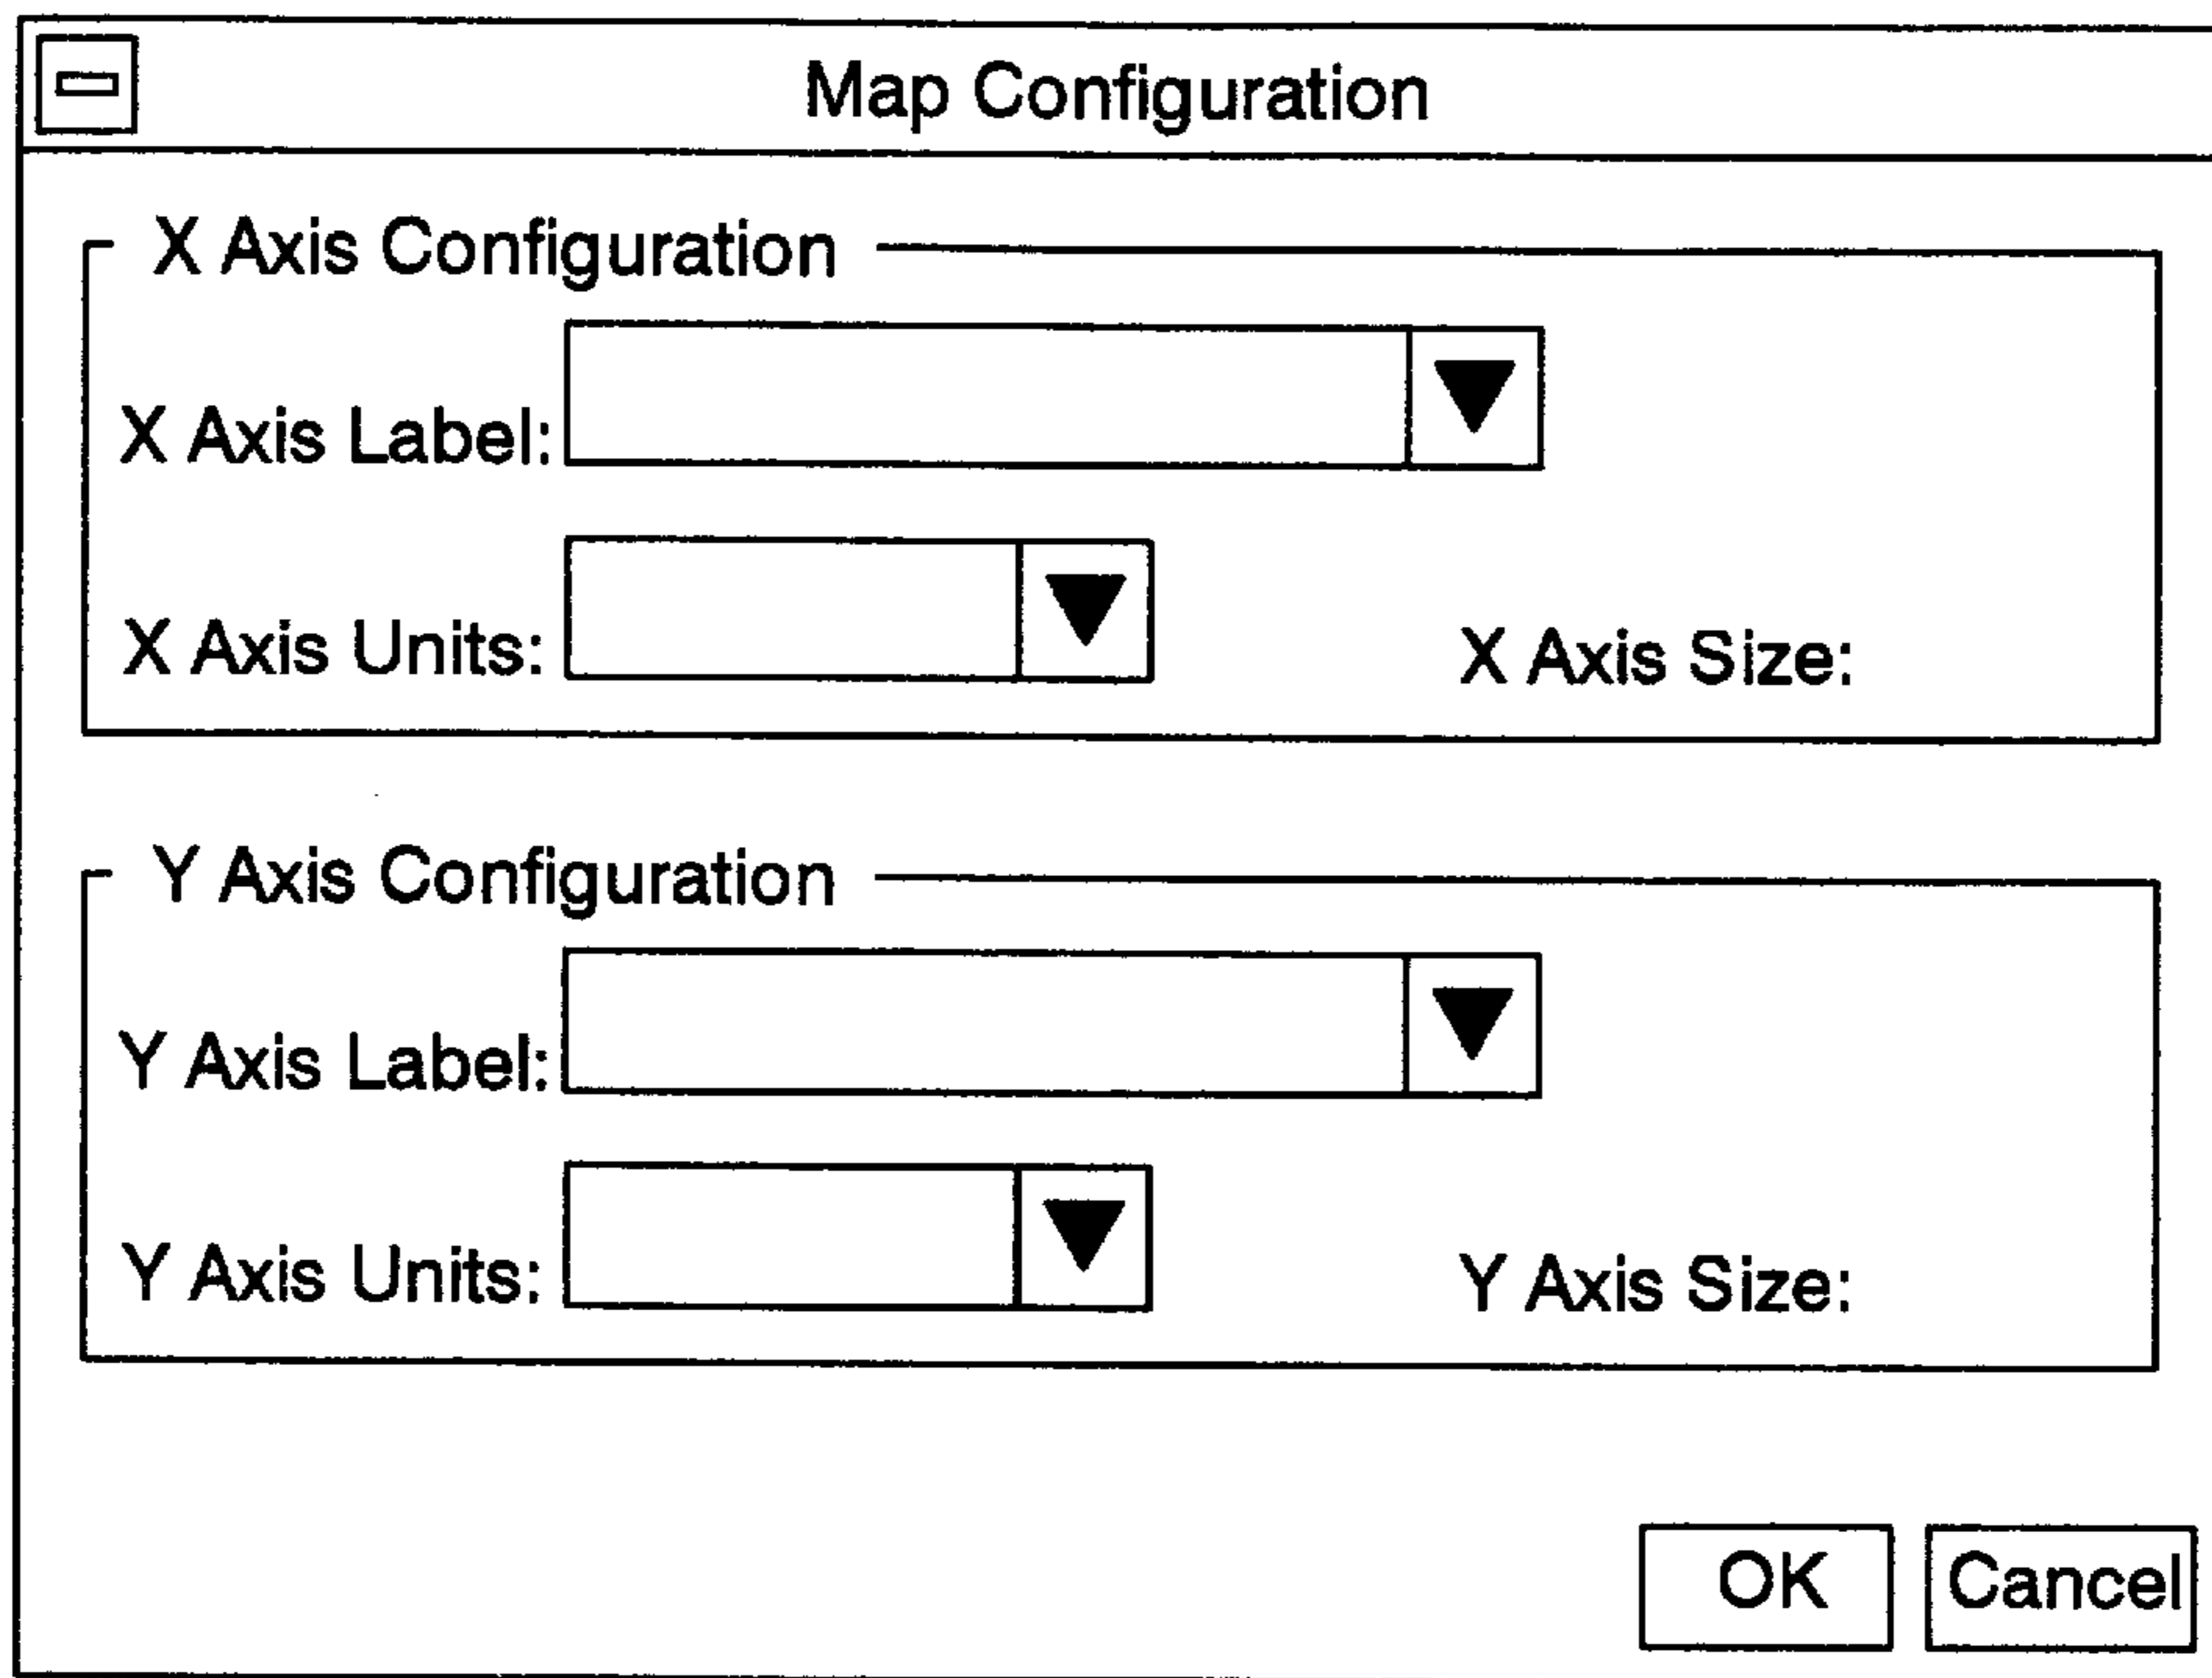 Map Configuration
X Axis Configuration
X Axis Label:
X Axis Units:
X Axis Size:
Y Axis Configuration
Y Axis Label:
Y Axis Units:
Y Axis Size:
OK
Cancel